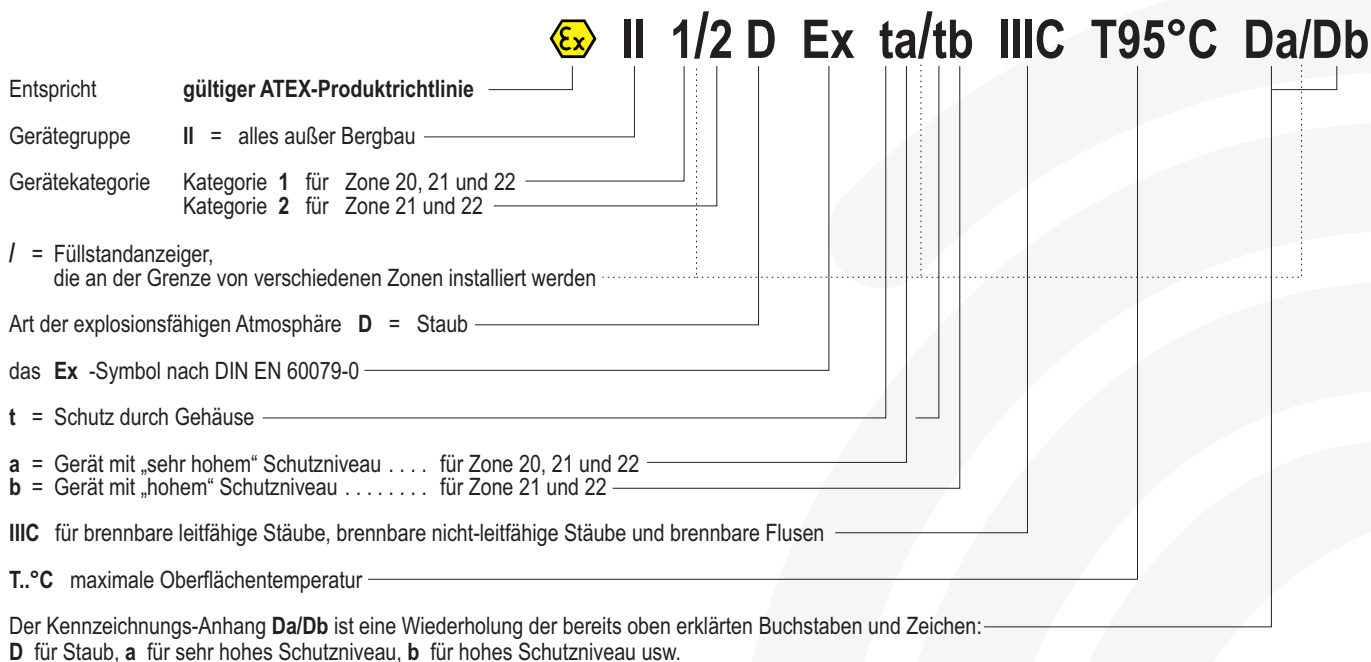 Ex II 1/2 D Ex ta/tb IIIC T95°C Da/Db
Entspricht gültiger ATEX-Produktrichtlinie
Gerätegruppe II = alles außer Bergbau
Gerätekategorie Kategorie 1 für Zone 20, 21 und 22
Kategorie 2 für Zone 21 und 22
/ = Füllstandanzeiger,
die an der Grenze von verschiedenen Zonen installiert werden
Art der explosionsfähigen Atmosphäre D = Staub
das Ex -Symbol nach DIN EN 60079-0
t = Schutz durch Gehäuse
a = Gerät mit „sehr hohem“ Schutzniveau . . . . für Zone 20, 21 und 22
b = Gerät mit „hohem“ Schutzniveau . . . . . . . . für Zone 21 und 22
IIIC für brennbare leitfähige Stäube, brennbare nicht-leitfähige Stäube und brennbare Flusen
T..°C maximale Oberflächentemperatur
Der Kennzeichnungs-Anhang Da/Db ist eine Wiederholung der bereits oben erklärten Buchstaben und Zeichen:
D für Staub, a für sehr hohes Schutzniveau, b für hohes Schutzniveau usw.